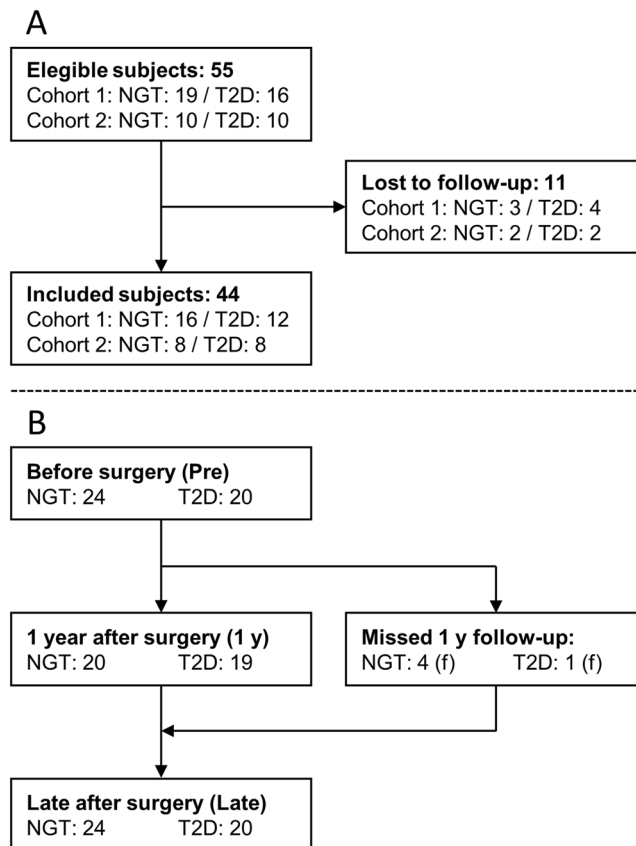 A
Elegible subjects: 55
Cohort 1: NGT: 19 / T2D: 16
Cohort 2: NGT: 10 / T2D: 10
Lost to follow-up: 11
Cohort 1: NGT: 3 / T2D: 4
Cohort 2: NGT: 2 / T2D: 2
Included subjects: 44
Cohort 1: NGT: 16 / T2D: 12
Cohort 2: NGT: 8 / T2D: 8
B
Before surgery (Pre)
NGT: 24 T2D: 20
1 year after surgery (1 y)
NGT: 20 T2D: 19
Missed 1 y follow-up:
NGT: 4 (f) T2D: 1 (f)
Late after surgery (Late)
NGT: 24 T2D: 20